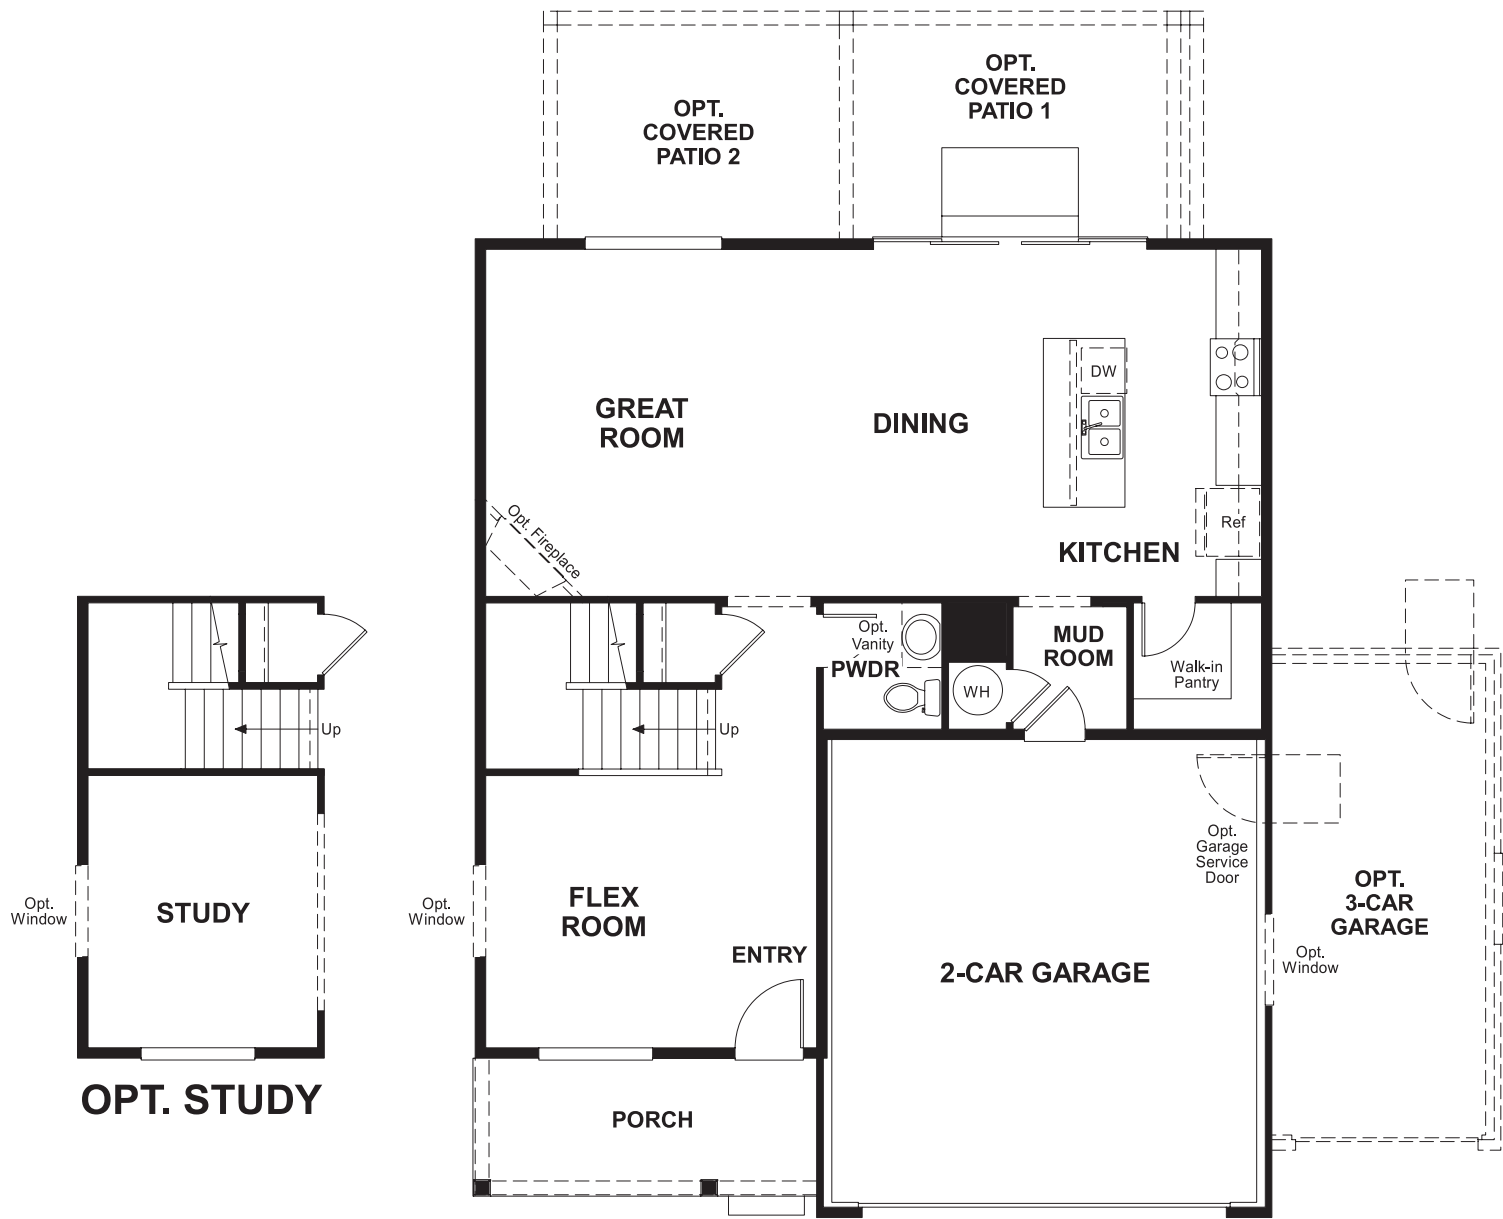 OPT.
COVERED
PATIO 1
OPT.
COVERED
PATIO 2
DW
GREAT
ROOM
DINING
Opt. Fireplace
Ref
KITCHEN
Opt.
Vanity
PWDR
MUD
ROOM
WH
Walk-in
Pantry
Up
Up
Opt.
Garage
Service
Door
OPT.
3-CAR
GARAGE
Opt.
Window
STUDY
Opt.
Window
FLEX
ROOM
ENTRY
2-CAR GARAGE
Opt.
Window
OPT. STUDY
PORCH